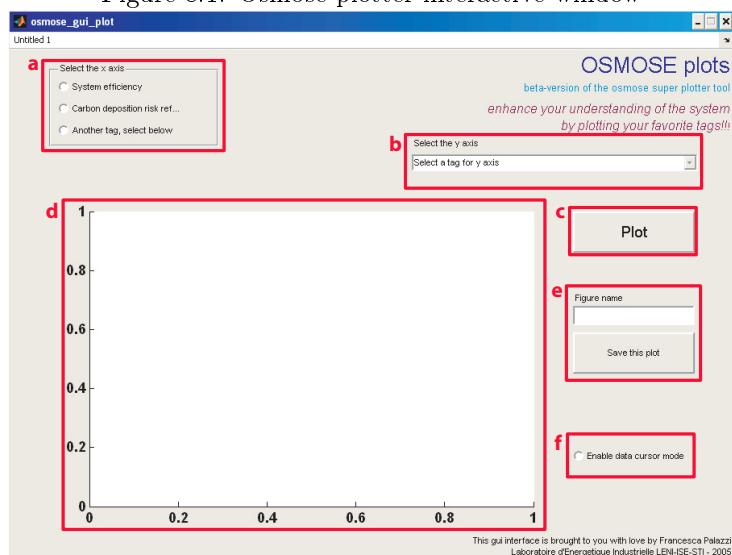 Figure 3.1: Osmose plotter interactive window
osmose_gui_plot
Untitled 1
a
Select the x axis
System efficiency
Carbon deposition risk ref...
Another tag, select below
OSMOSE plots
beta-version of the osmose super plotter tool
enhance your understanding of the system
by plotting your favorite tags!!!
b
Select the y axis
Select a tag for y axis
c
Plot
d
1
0.8
0.6
0.4
0.2
0
0 0.2 0.4 0.6 0.8 1
e
Figure name
Save this plot
f
Enable data cursor mode
This gui interface is brought to you with love by Francesca Palazzi
Laboratoire d'Energetique Industrielle LENI-ISE-STI - 2005